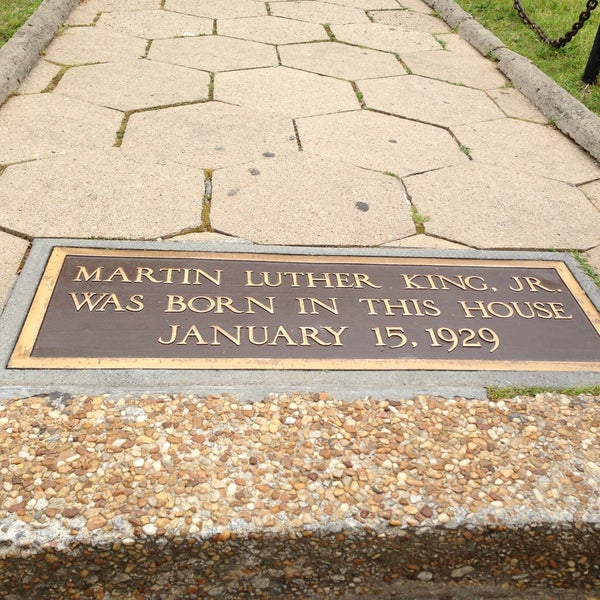 MARTIN LUTHER KING, JR.
WAS BORN IN THIS HOUSE
JANUARY 15, 1929